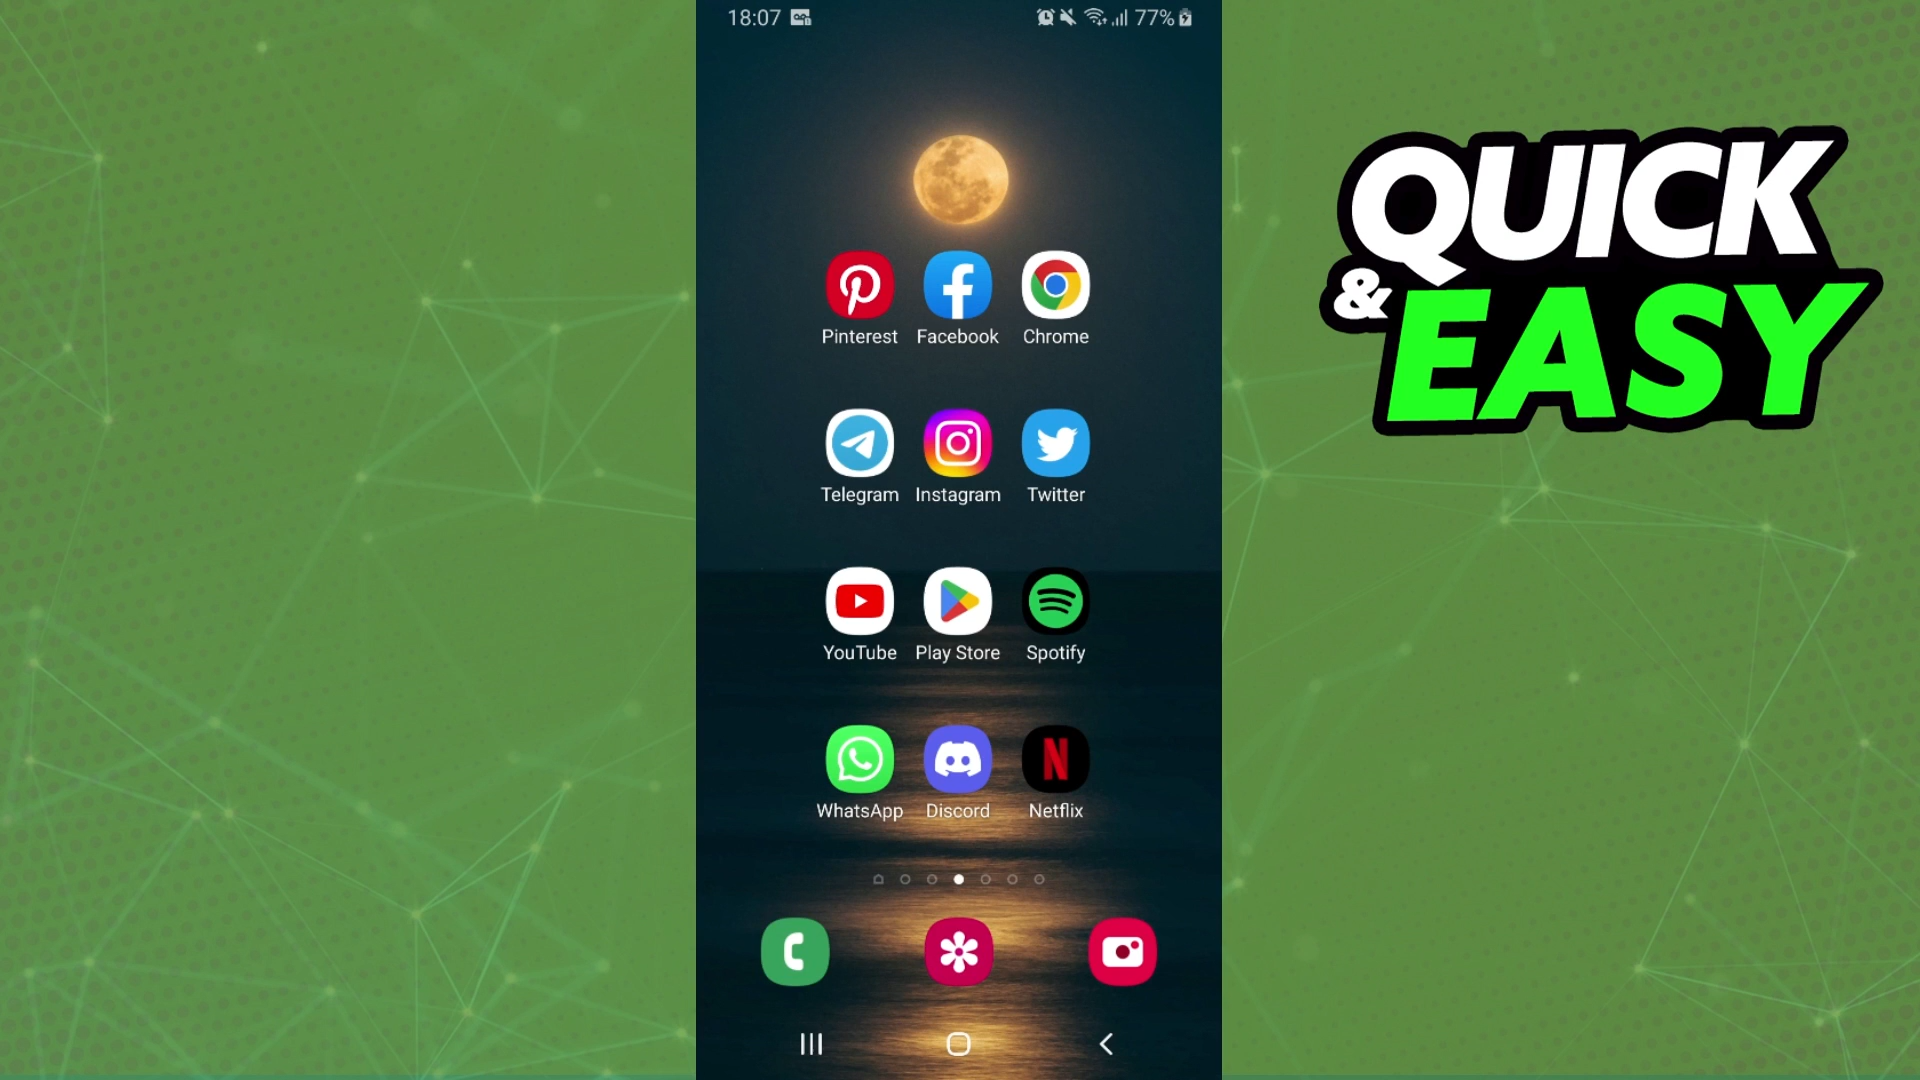 18:07
77%
QUICK
& EASY
Pinterest Facebook Chrome
Telegram Instagram Twitter
YouTube Play Store Spotify
WhatsApp Discord Netflix